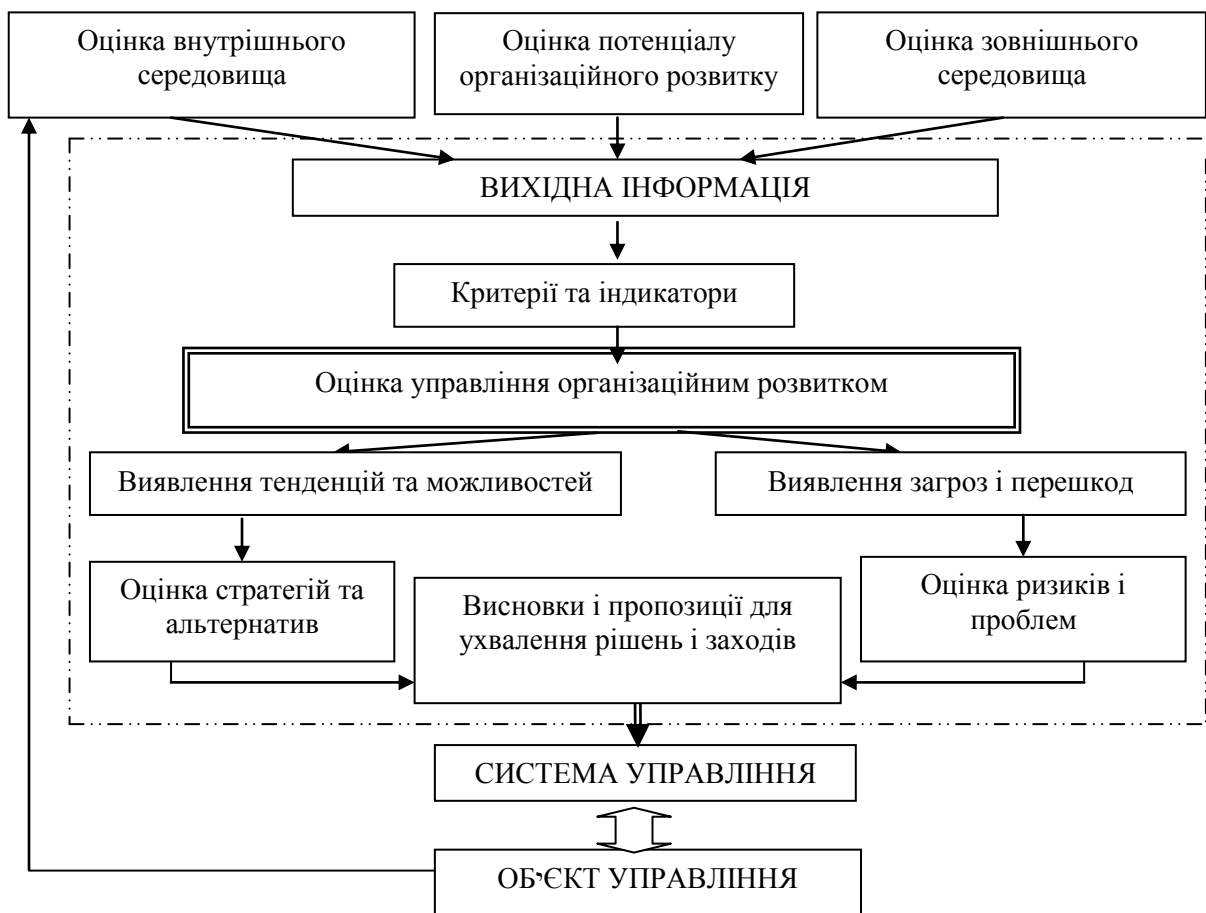 Оцінка внутрішнього
середовища
Оцінка потенціалу
організаційного розвитку
Оцінка зовнішнього
середовища
ВИХІДНА ІНФОРМАЦІЯ
Критерії та індикатори
Оцінка управління організаційним розвитком
Виявлення тенденцій та можливостей
Виявлення загроз і перешкод
Оцінка стратегій та
альтернатив
Висновки і пропозиції для
ухвалення рішень і заходів
Оцінка ризиків і
проблем
СИСТЕМА УПРАВЛІННЯ
ОБ’ЄКТ УПРАВЛІННЯ